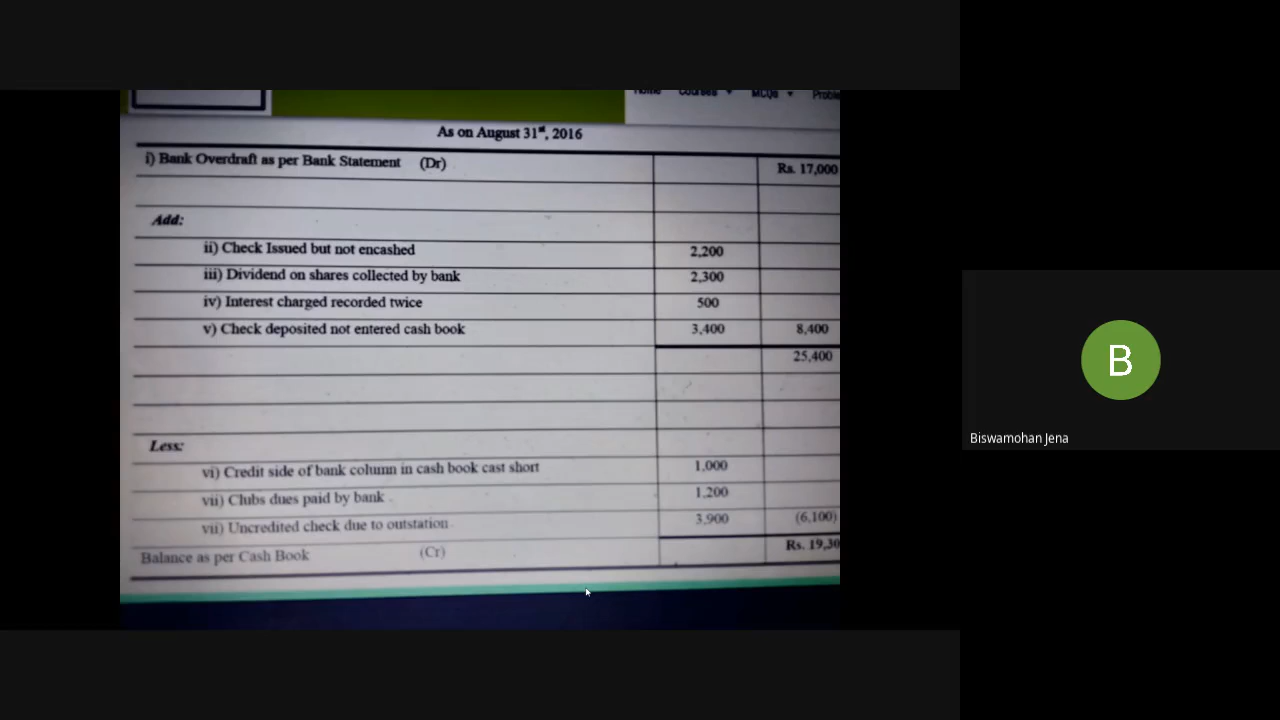 Home Courses MCQs
As on August 31st, 2016
i) Bank Overdraft as per Bank Statement (Dr) Rs. 17,000
Add:
ii) Check Issued but not encashed 2,200
iii) Dividend on shares collected by bank 2,300
iv) Interest charged recorded twice 500
v) Check deposited not entered cash book 3,400 8,400
25,400
Less:
vi) Credit side of bank column in cash book cast short 1,000
vii) Clubs dues paid by bank 1,200
vii) Uncredited check due to outstation 3,900 (6,100)
Balance as per Cash Book (Cr) Rs. 19,30
B
Biswamohan Jena